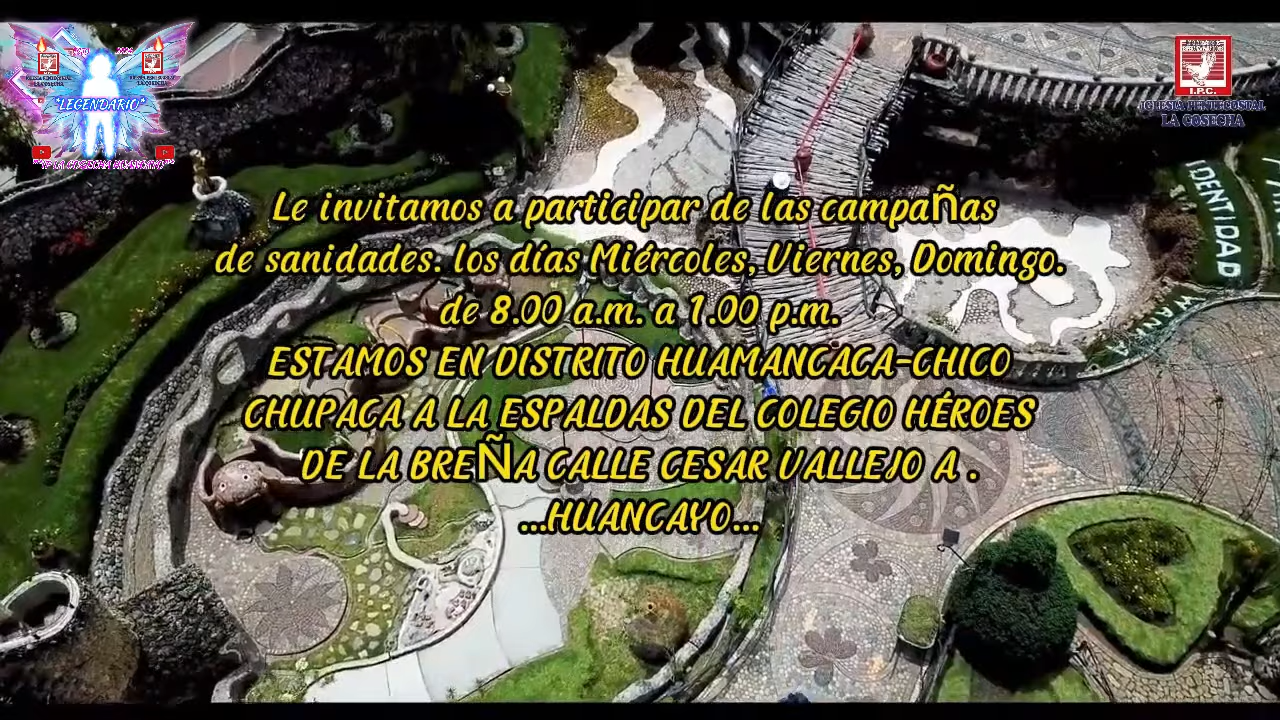 "LEGENDARIO"
I.P.C.
IGLESIA PENTECOSTAL
LA COSECHA
IDENTIDAD
WANKA
Le invitamos a participar de las campañas
de sanidades. los días Miércoles, Viernes, Domingo.
de 8.00 a.m. a 1.00 p.m.
ESTAMOS EN DISTRITO HUAMANCACA-CHICO
CHUPACA A LA ESPALDAS DEL COLEGIO HÉROES
DE LA BREÑA CALLE CESAR VALLEJO A .
...HUANCAYO...